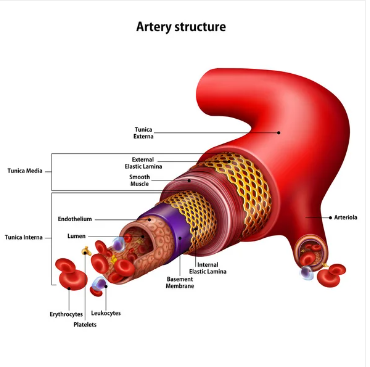 Artery structure
Tunica
Externa
External
Elastic Lamina
Tunica Media
Smooth
Muscle
Endothelium
Arteriola
Tunica Interna
Lumen
Internal
Elastic Lamina
Basement
Membrane
Erythrocytes
Leukocytes
Platelets